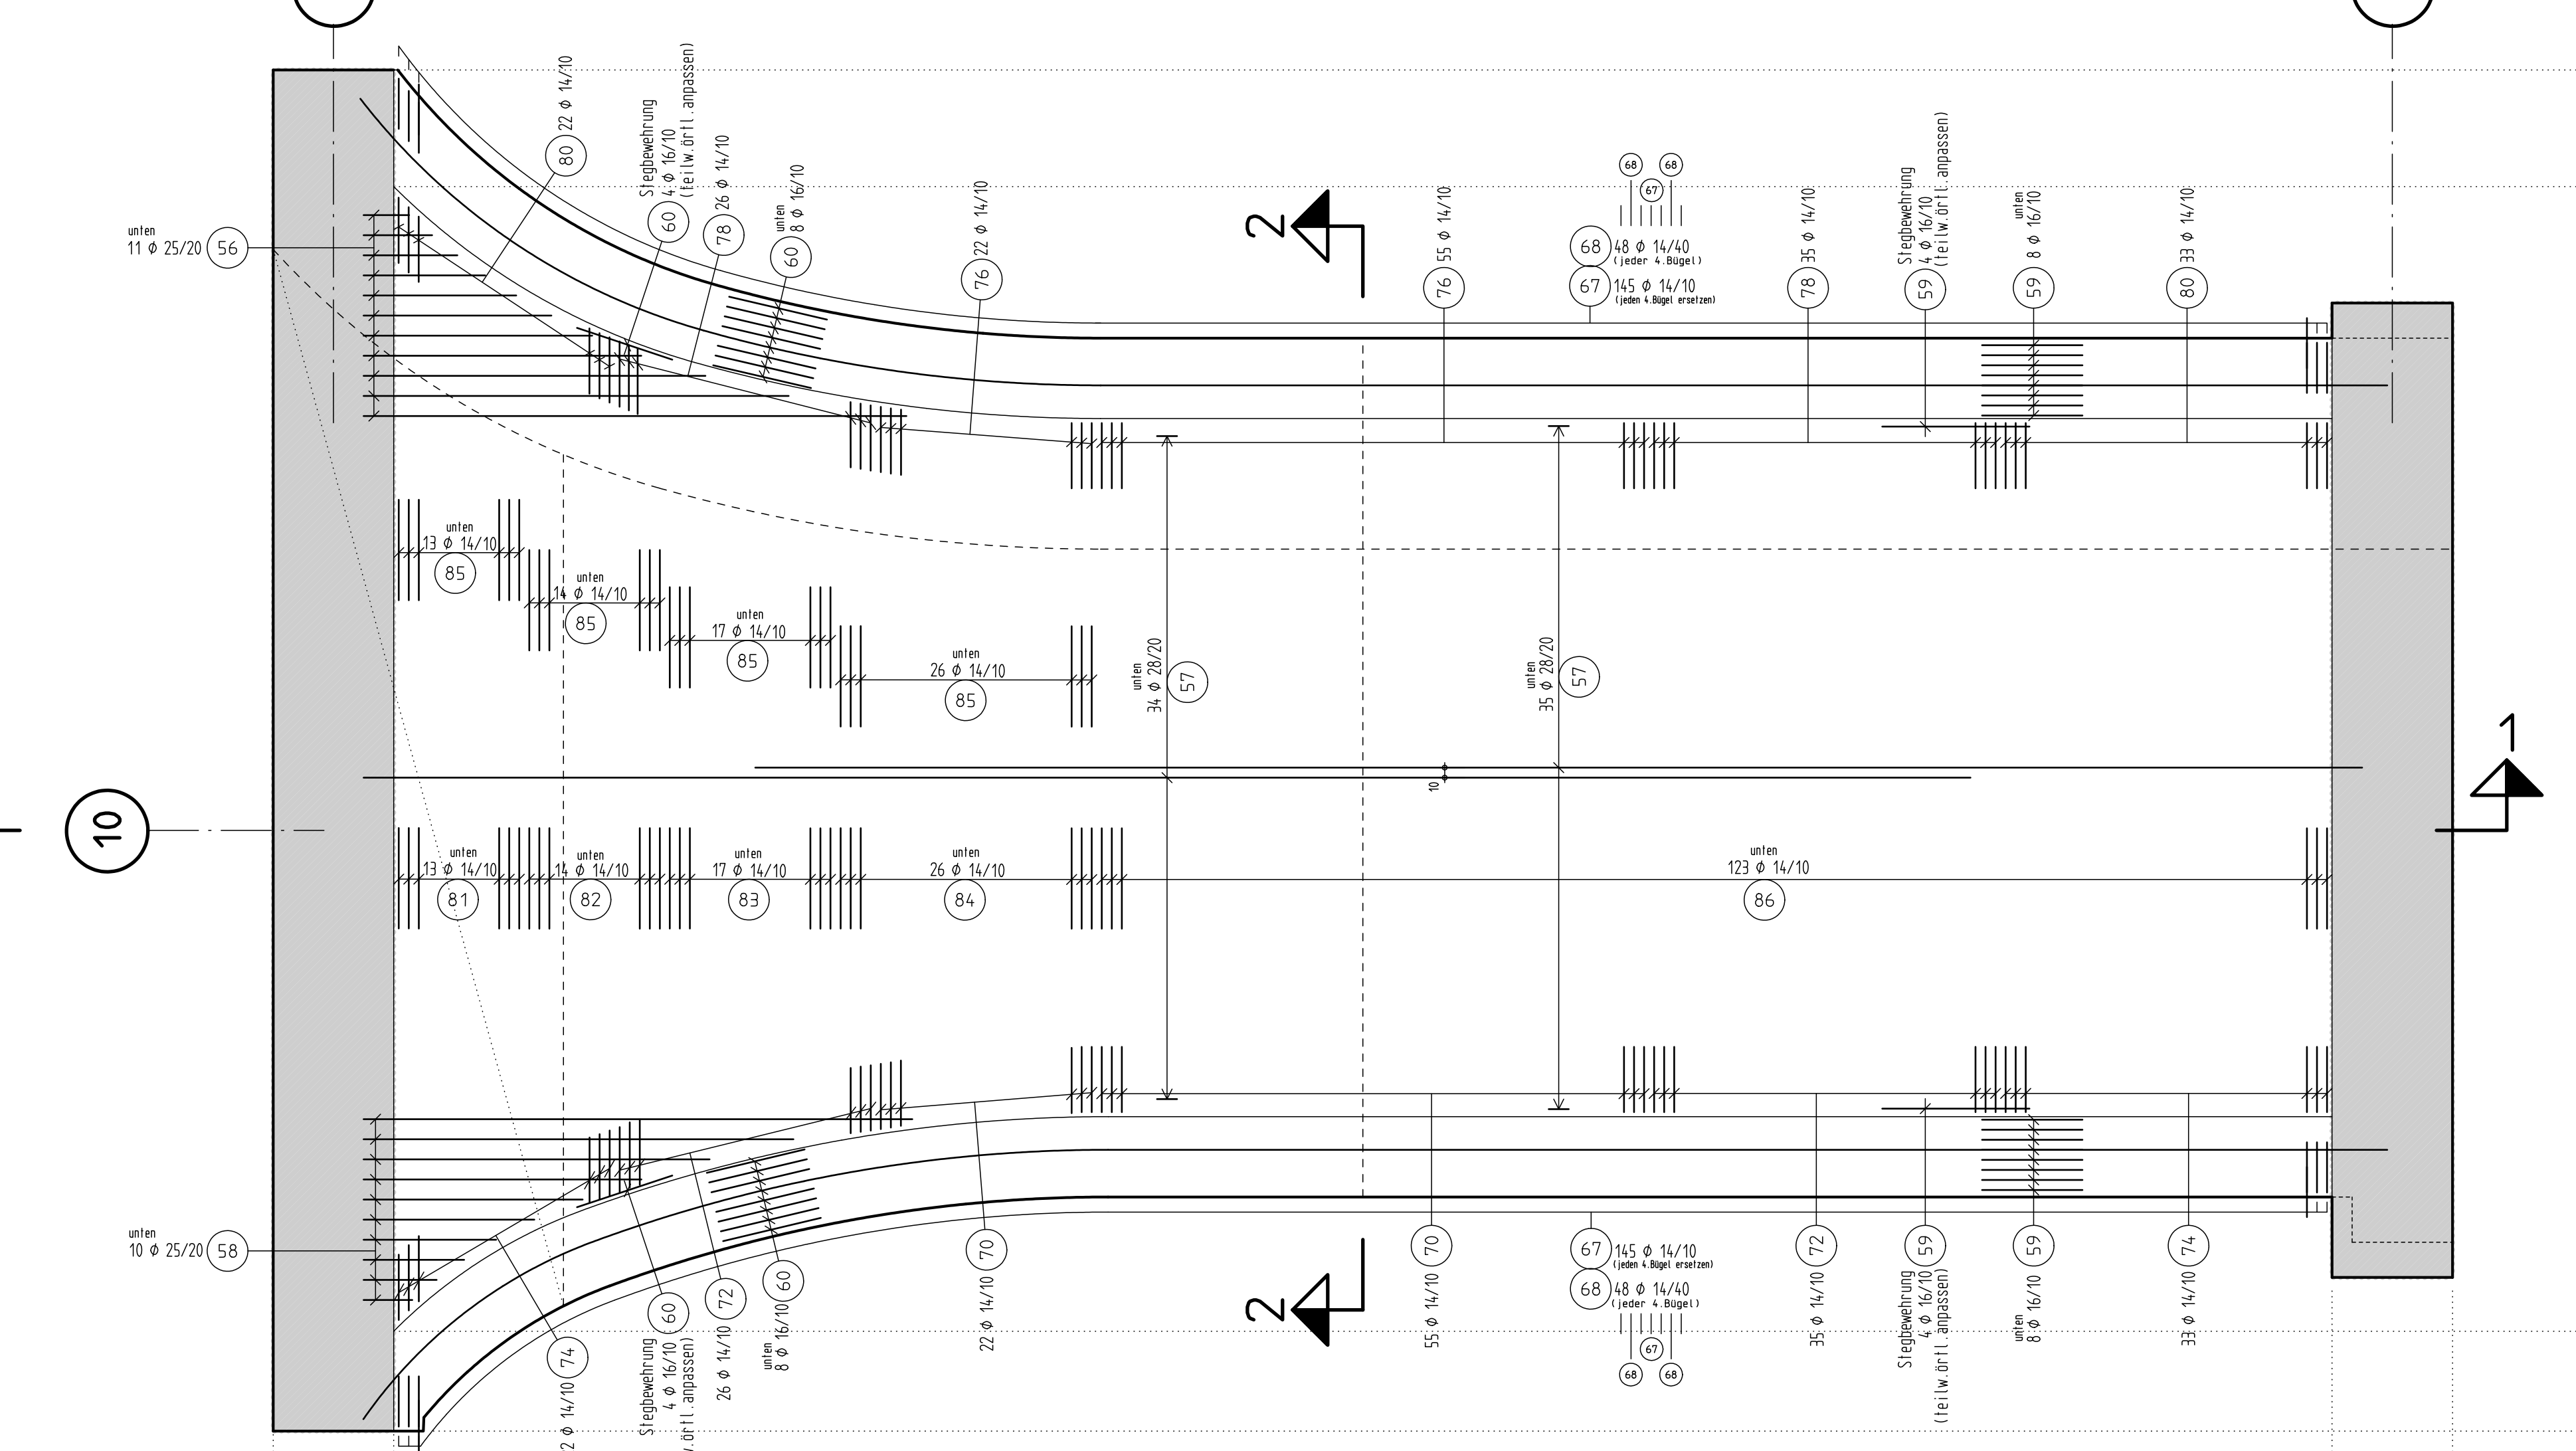 22 ⌀ 14/10
80
Stegbewehrung
4 ⌀ 16/10
(teilw.örtl.anpassen)
60
26 ⌀ 14/10
78
unten
8 ⌀ 16/10
60
22 ⌀ 14/10
76
2
55 ⌀ 14/10
76
68
68
67
68 48 ⌀ 14/40
(jeder 4.Bügel)
67 145 ⌀ 14/10
(jeden 4.Bügel ersetzen)
35 ⌀ 14/10
78
Stegbewehrung
4 ⌀ 16/10
(teilw.örtl.anpassen)
59
unten
8 ⌀ 16/10
59
33 ⌀ 14/10
80
unten
11 ⌀ 25/20 56
unten
13 ⌀ 14/10
85
unten
14 ⌀ 14/10
85
unten
17 ⌀ 14/10
85
unten
26 ⌀ 14/10
85
unten
34 ⌀ 28/20
57
unten
35 ⌀ 28/20
57
10
1
10
unten
13 ⌀ 14/10
81
unten
14 ⌀ 14/10
82
unten
17 ⌀ 14/10
83
unten
26 ⌀ 14/10
84
unten
123 ⌀ 14/10
86
unten
10 ⌀ 25/20 58
74
2 ⌀ 14/10
60
Stegbewehrung
4 ⌀ 16/10
w.örtl.anpassen)
72
26 ⌀ 14/10
60
unten
8 ⌀ 16/10
70
22 ⌀ 14/10
2
70
55 ⌀ 14/10
67 145 ⌀ 14/10
(jeden 4.Bügel ersetzen)
68 48 ⌀ 14/40
(jeder 4.Bügel)
67
68
68
72
35 ⌀ 14/10
59
Stegbewehrung
4 ⌀ 16/10
(teilw.örtl.anpassen)
59
unten
8 ⌀ 16/10
74
33 ⌀ 14/10